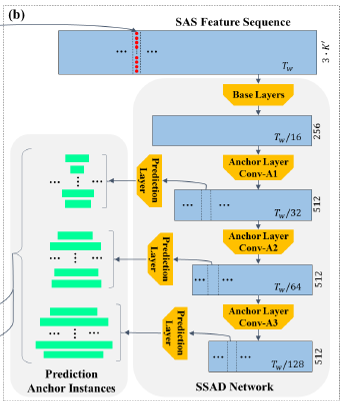 (b)
SAS Feature Sequence
...
...
T_w
3 · K'
Base Layers
256
T_w/16
Anchor Layer
Conv-A1
Prediction
Layer
...
...
T_w/32
512
...
...
Anchor Layer
Conv-A2
Prediction
Layer
...
...
T_w/64
512
...
...
Anchor Layer
Conv-A3
Prediction
Layer
...
...
T_w/128
512
...
...
Prediction
Anchor Instances
SSAD Network